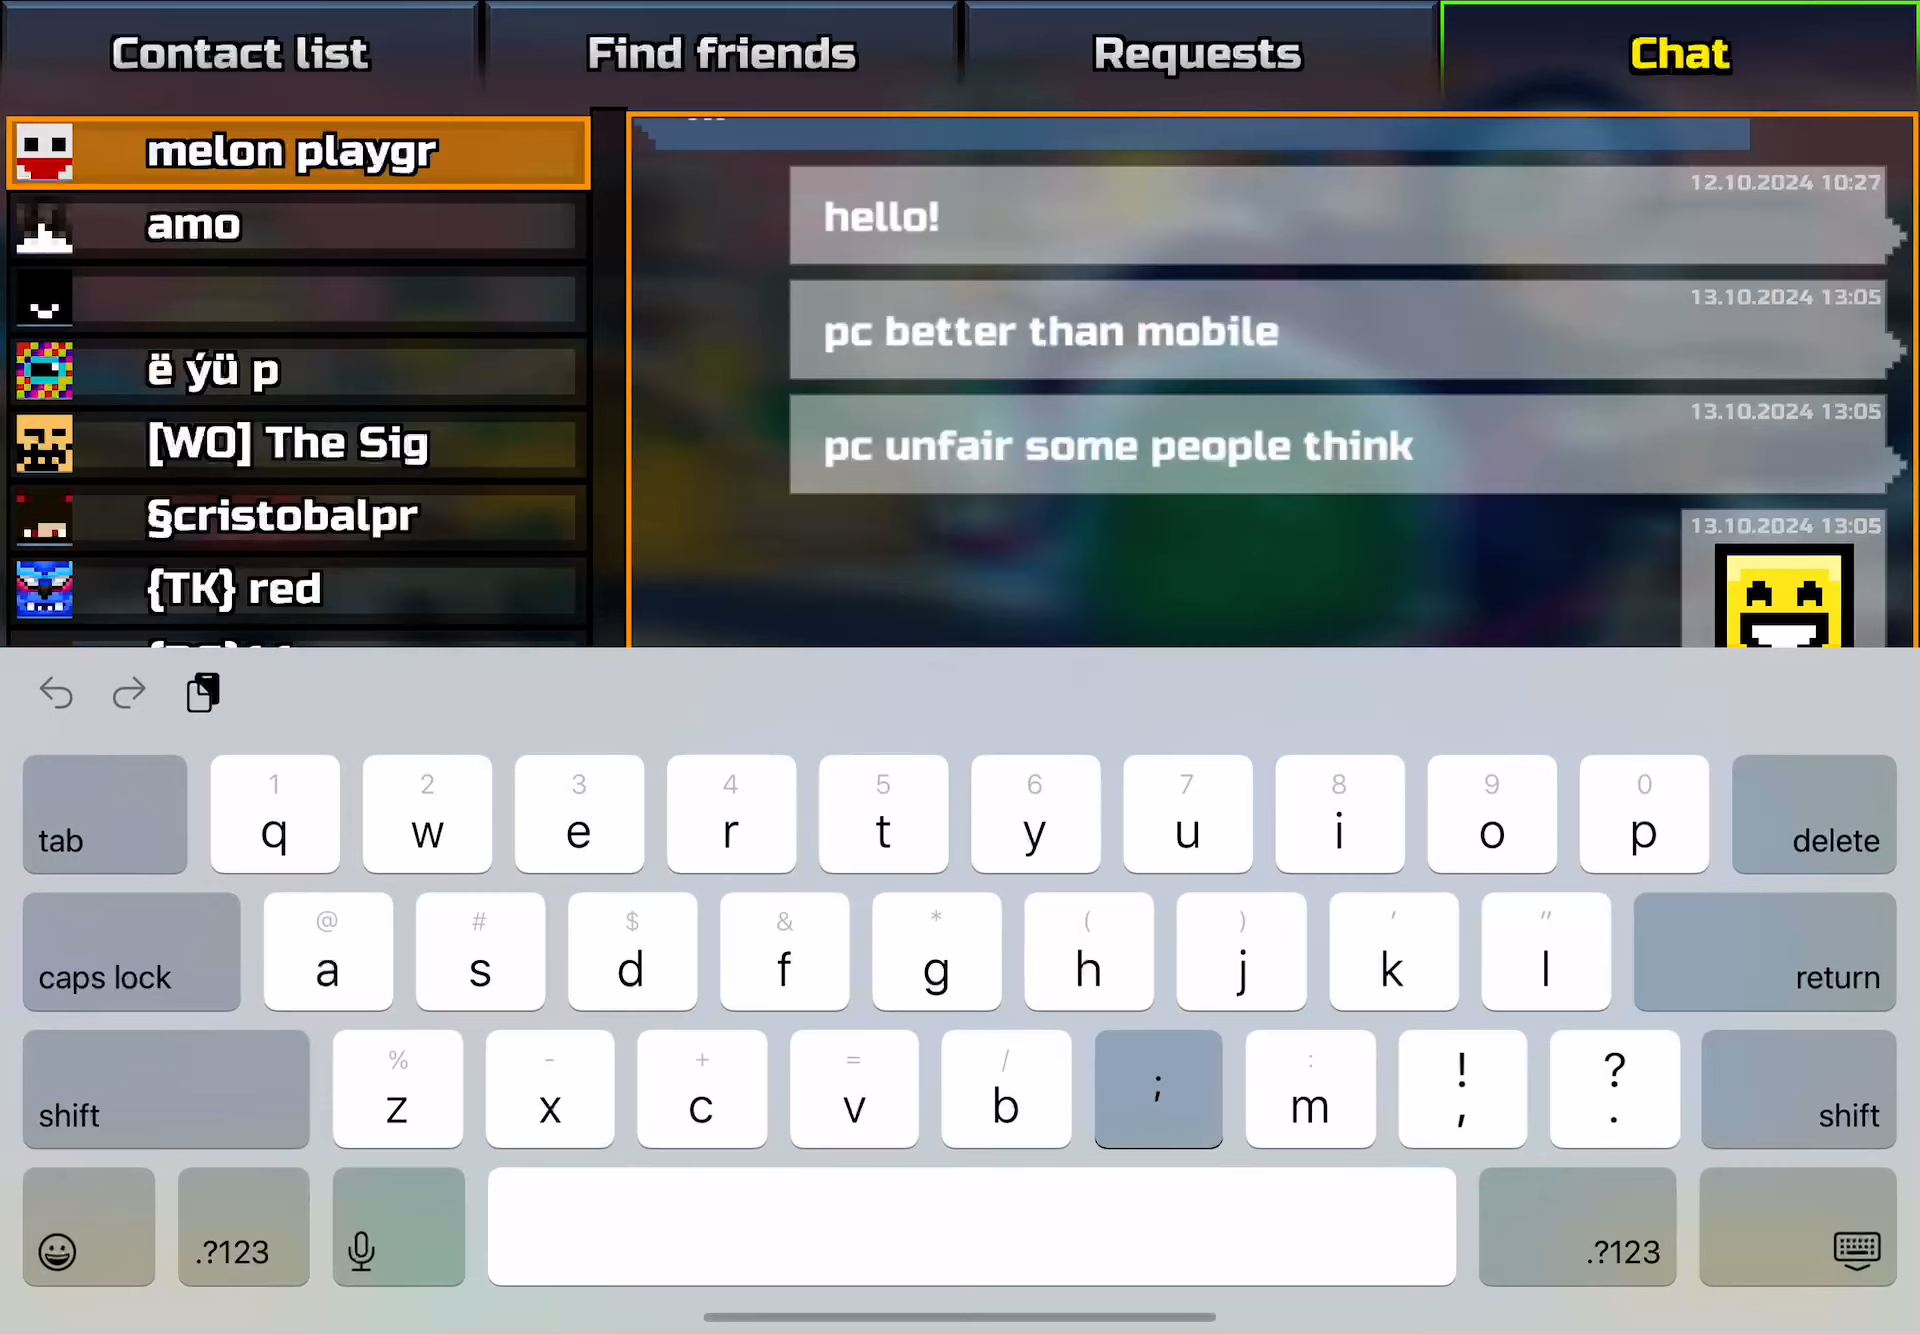 Contact list
Find friends
Requests
Chat
melon playgr
amo
ë ýü p
[WO] The Sig
§cristobalpr
{TK} red
12.10.2024 10:27
hello!
13.10.2024 13:05
pc better than mobile
13.10.2024 13:05
pc unfair some people think
13.10.2024 13:05
1 2 3 4 5 6 7 8 9 0
tab q w e r t y u i o p delete
@ # $ & * ( ) ' "
caps lock a s d f g h j k l return
% - + = / : ! ?
shift z x c v b ; m , . shift
.?123 .?123